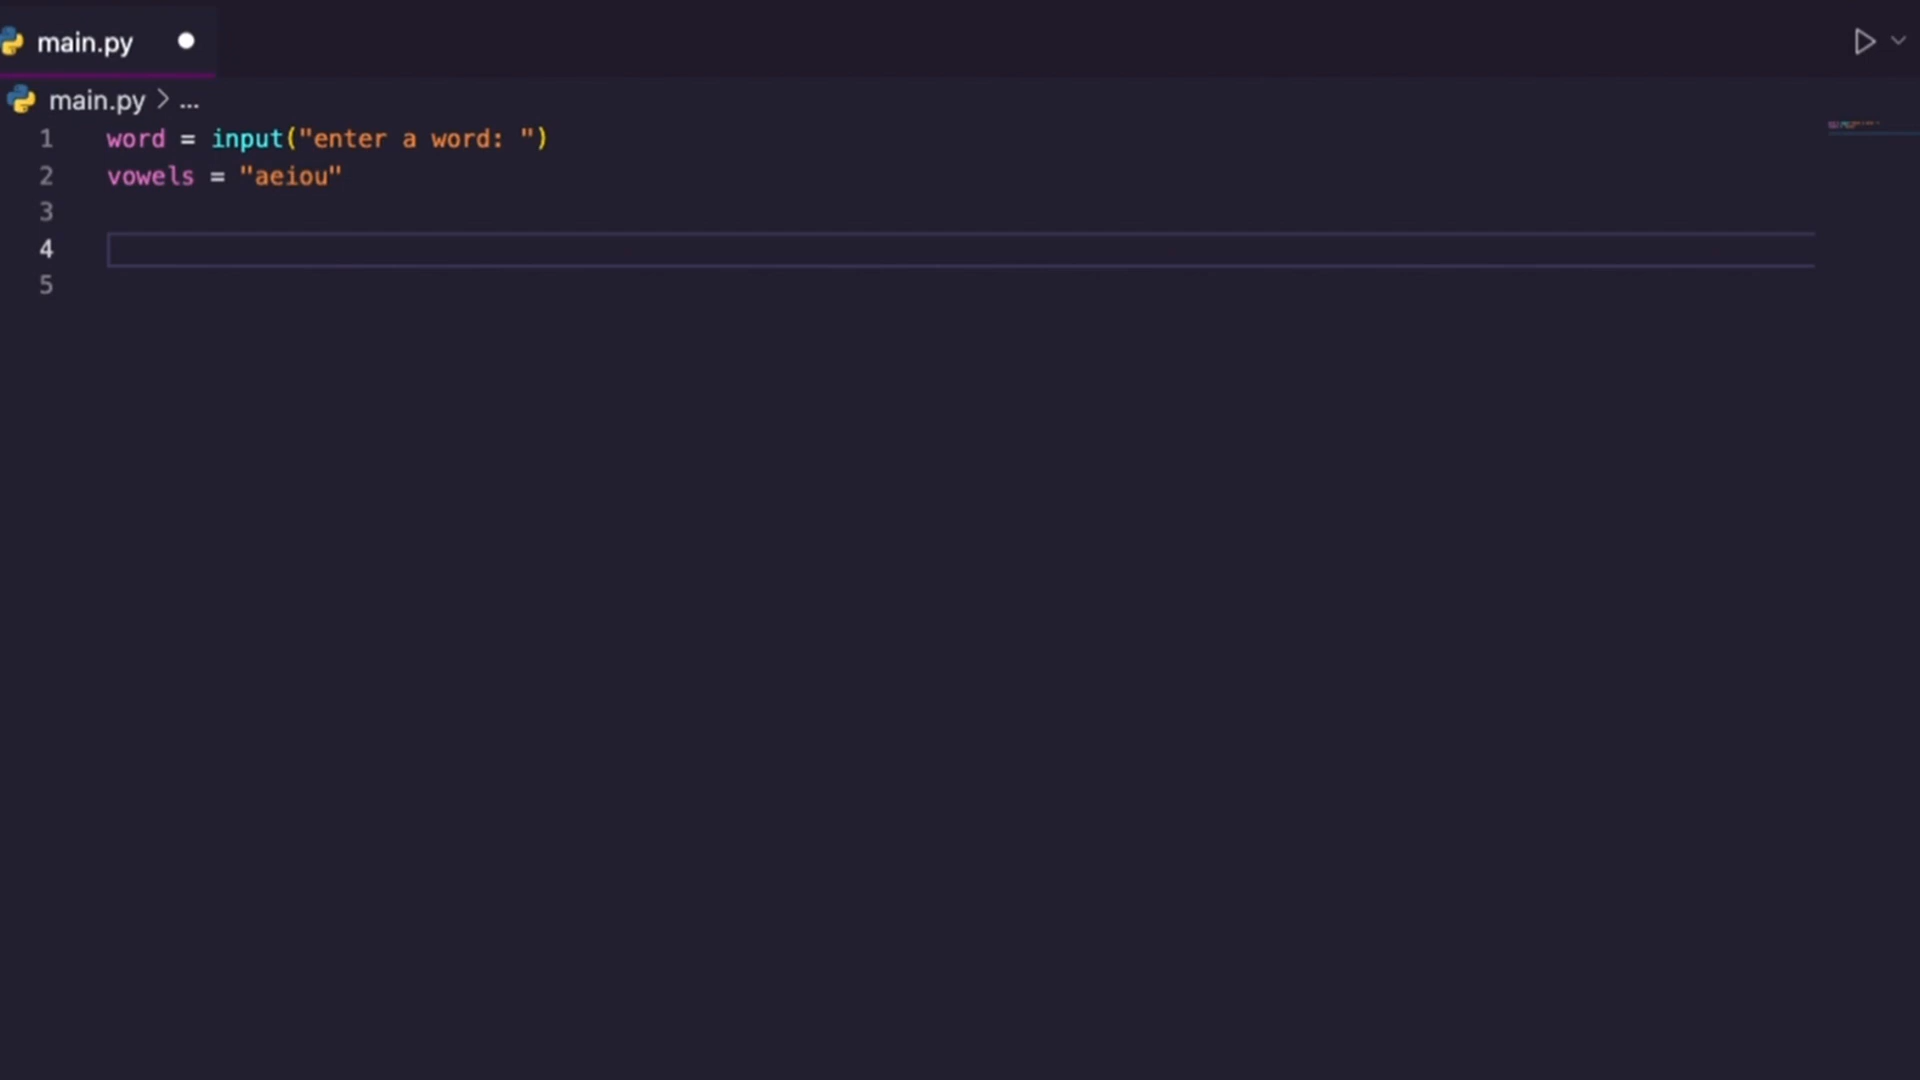 main.py
main.py > ...
1 word = input("enter a word: ")
2 vowels = "aeiou"
3
4
5